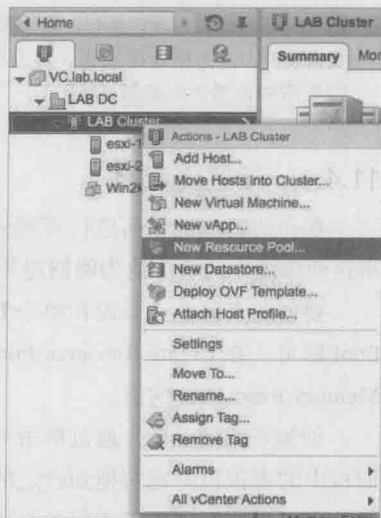 Home
LAB Cluster
Summary
VC.lab.local
LAB DC
LAB Cluster
esxi-1
esxi-2
Win2k
Actions - LAB Cluster
Add Host...
Move Hosts into Cluster...
New Virtual Machine...
New vApp...
New Resource Pool...
New Datastore...
Deploy OVF Template...
Attach Host Profile...
Settings
Move To...
Rename...
Assign Tag...
Remove Tag
Alarms
All vCenter Actions
11.4